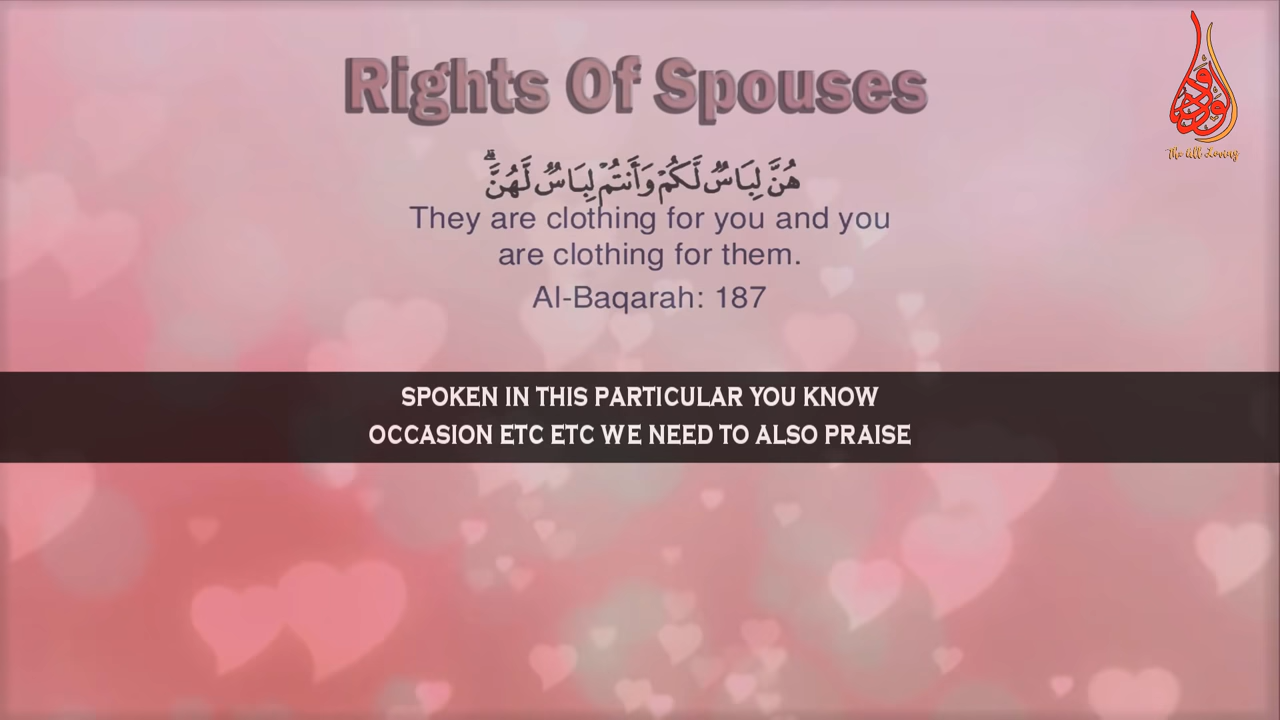 Rights Of Spouses
هُنَّ لِبَاسٌ لَّكُمْ وَأَنتُمْ لِبَاسٌ لَّهُنَّ ۗ
They are clothing for you and you
are clothing for them.
Al-Baqarah: 187
SPOKEN IN THIS PARTICULAR YOU KNOW
OCCASION ETC ETC WE NEED TO ALSO PRAISE
الودود
The All Loving